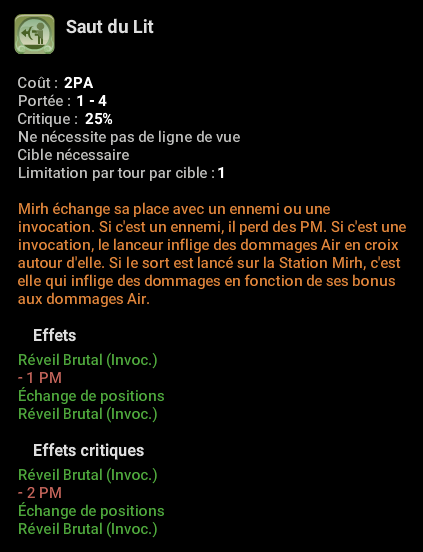 Saut du Lit
Coût : 2PA
Portée : 1 - 4
Critique : 25%
Ne nécessite pas de ligne de vue
Cible nécessaire
Limitation par tour par cible : 1
Mirh échange sa place avec un ennemi ou une
invocation. Si c'est un ennemi, il perd des PM. Si c'est une
invocation, le lanceur inflige des dommages Air en croix
autour d'elle. Si le sort est lancé sur la Station Mirh, c'est
elle qui inflige des dommages en fonction de ses bonus
aux dommages Air.
Effets
Réveil Brutal (Invoc.)
- 1 PM
Échange de positions
Réveil Brutal (Invoc.)
Effets critiques
Réveil Brutal (Invoc.)
- 2 PM
Échange de positions
Réveil Brutal (Invoc.)